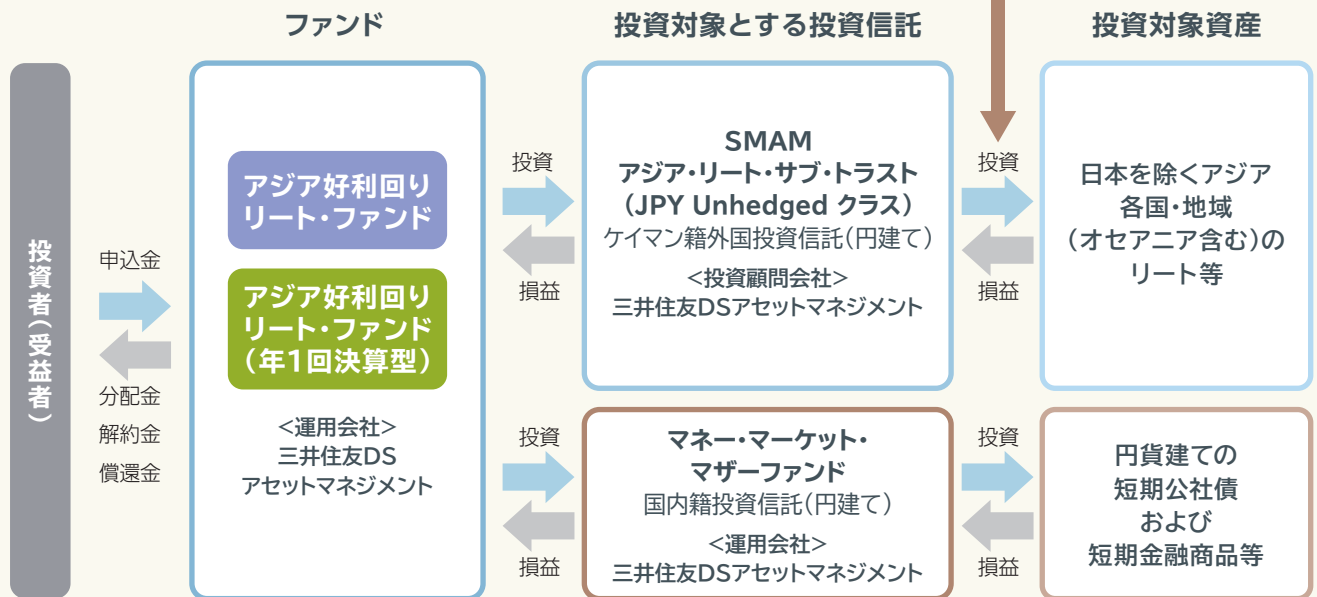 ファンド
投資対象とする投資信託
投資対象資産
投資者(受益者)
申込金
分配金
解約金
償還金
アジア好利回り
リート・ファンド
アジア好利回り
リート・ファンド
(年1回決算型)
<運用会社>
三井住友DS
アセットマネジメント
投資
損益
SMAM
アジア・リート・サブ・トラスト
(JPY Unhedged クラス)
ケイマン籍外国投資信託(円建て)
<投資顧問会社>
三井住友DSアセットマネジメント
投資
損益
日本を除くアジア
各国・地域
(オセアニア含む)の
リート等
投資
損益
マネー・マーケット・
マザーファンド
国内籍投資信託(円建て)
<運用会社>
三井住友DSアセットマネジメント
投資
損益
円貨建ての
短期公社債
および
短期金融商品等